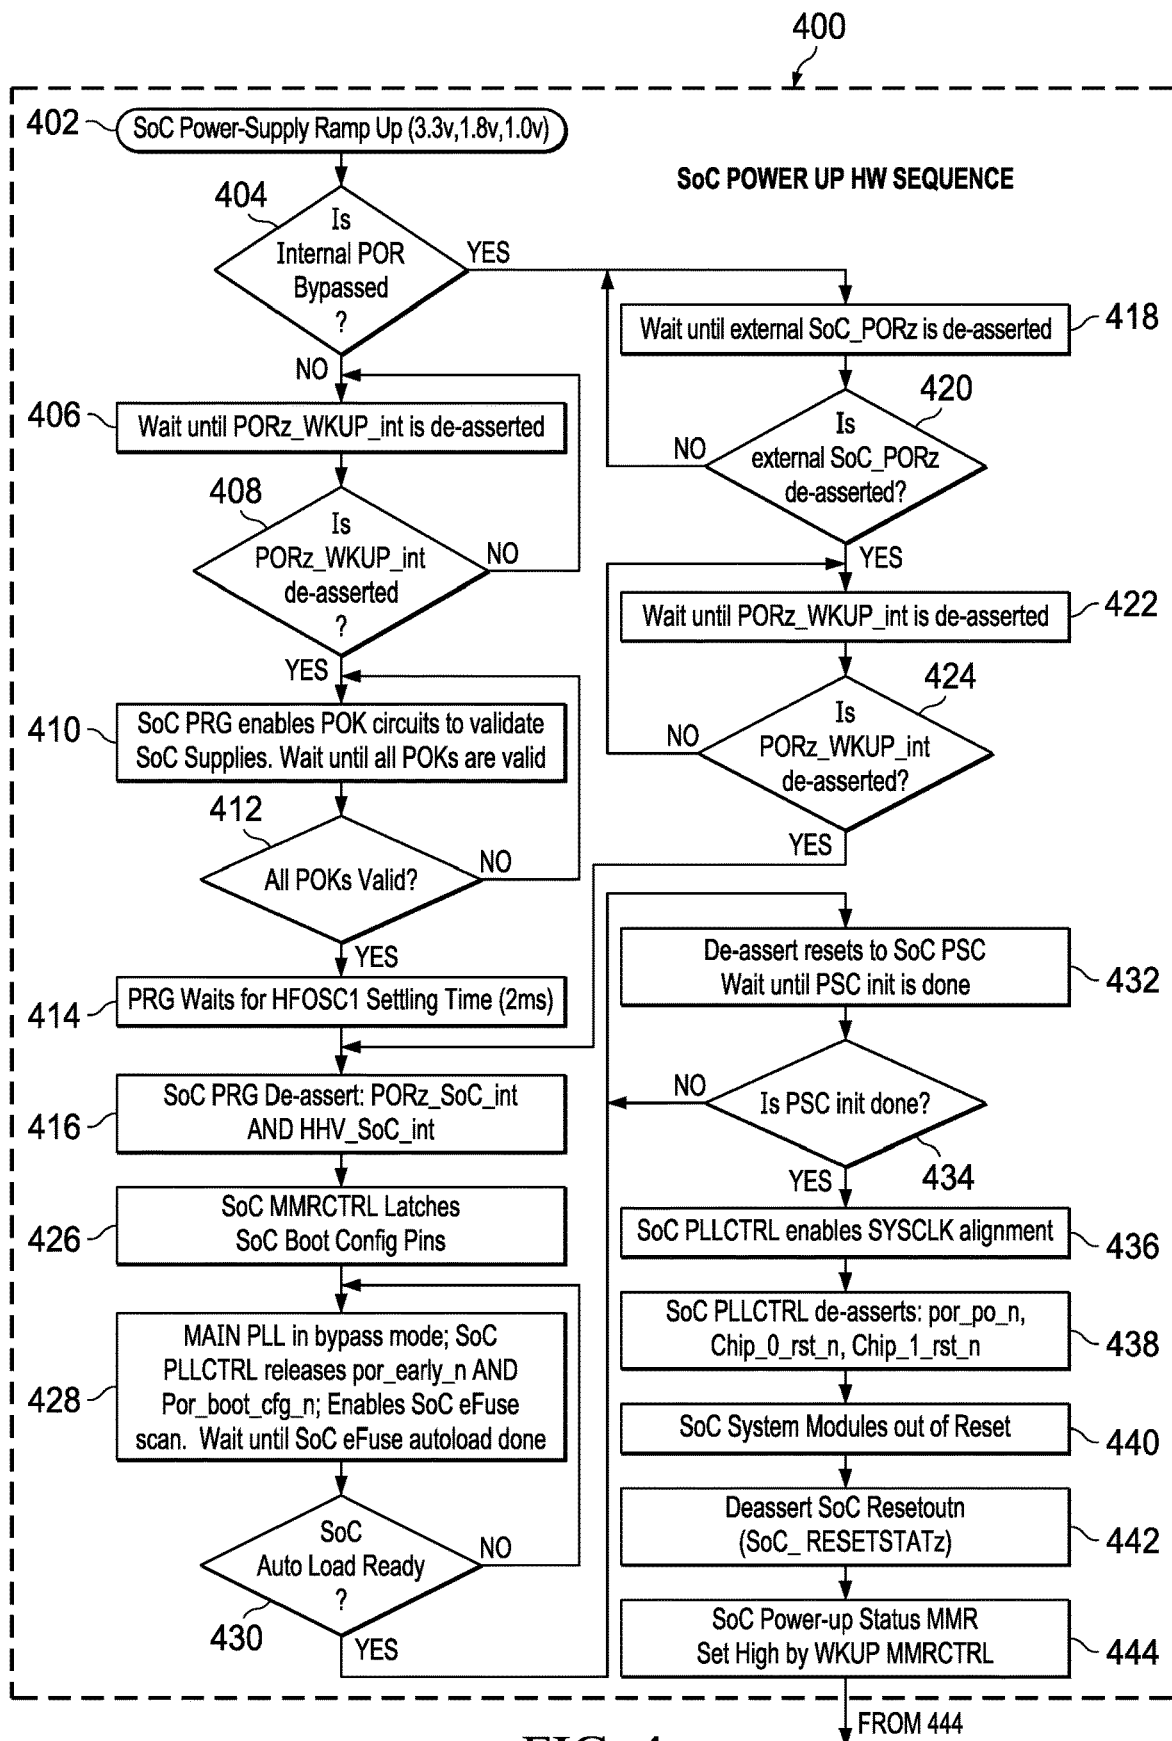 400
402
SoC Power-Supply Ramp Up (3.3v,1.8v,1.0v)
SoC POWER UP HW SEQUENCE
404
Is
Internal POR
Bypassed
?
YES
NO
406
Wait until PORz_WKUP_int is de-asserted
408
Is
PORz_WKUP_int
de-asserted
?
NO
YES
410
SoC PRG enables POK circuits to validate
SoC Supplies. Wait until all POKs are valid
412
All POKs Valid?
NO
YES
414
PRG Waits for HFOSC1 Settling Time (2ms)
416
SoC PRG De-assert: PORz_SoC_int
AND HHV_SoC_int
426
SoC MMRCTRL Latches
SoC Boot Config Pins
428
MAIN PLL in bypass mode; SoC
PLLCTRL releases por_early_n AND
Por_boot_cfg_n; Enables SoC eFuse
scan. Wait until SoC eFuse autoload done
SoC
Auto Load Ready
?
NO
430
YES
Wait until external SoC_PORz is de-asserted
418
420
Is
external SoC_PORz
de-asserted?
NO
YES
Wait until PORz_WKUP_int is de-asserted
422
424
Is
PORz_WKUP_int
de-asserted?
NO
YES
De-assert resets to SoC PSC
Wait until PSC init is done
432
NO
Is PSC init done?
434
YES
SoC PLLCTRL enables SYSCLK alignment
436
SoC PLLCTRL de-asserts: por_po_n,
Chip_0_rst_n, Chip_1_rst_n
438
SoC System Modules out of Reset
440
Deassert SoC Resetoutn
(SoC_ RESETSTATz)
442
SoC Power-up Status MMR
Set High by WKUP MMRCTRL
444
FROM 444